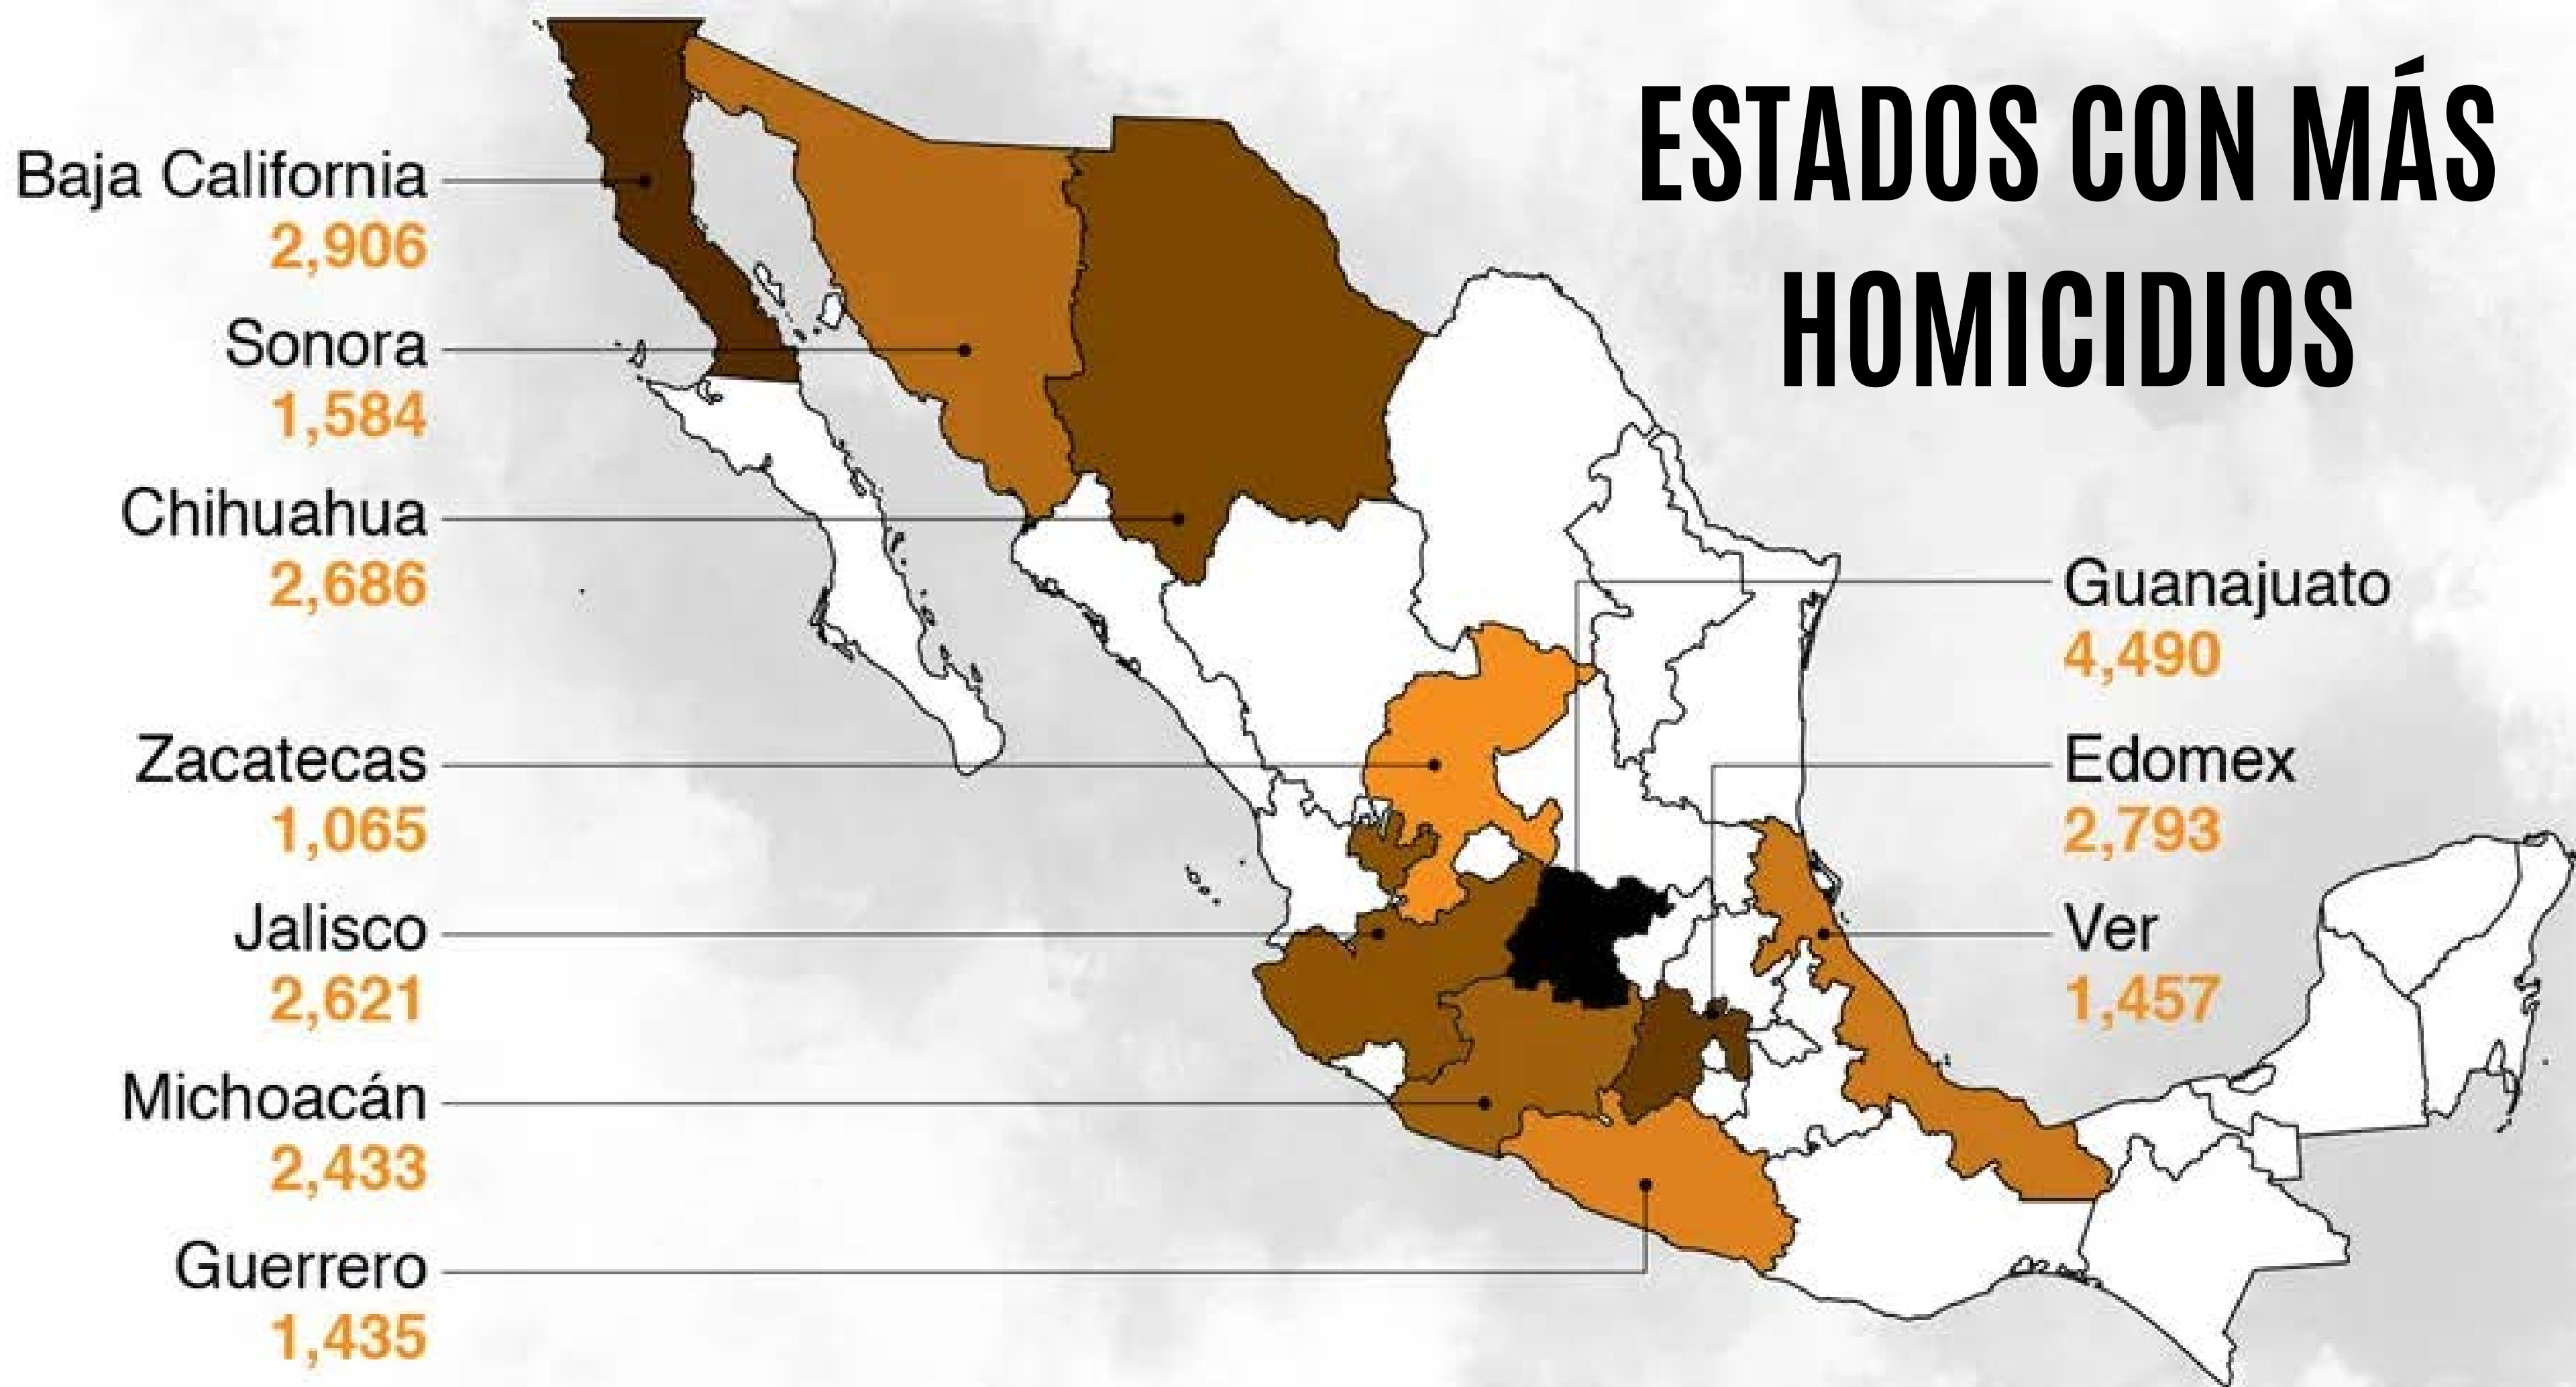 ESTADOS CON MÁS
HOMICIDIOS
Baja California
2,906
Sonora
1,584
Chihuahua
2,686
Zacatecas
1,065
Jalisco
2,621
Michoacán
2,433
Guerrero
1,435
Guanajuato
4,490
Edomex
2,793
Ver
1,457